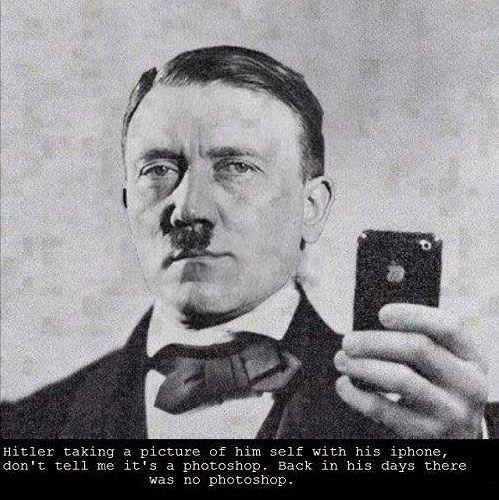 Hitler taking a picture of him self with his iphone,
don't tell me it's a photoshop. Back in his days there
was no photoshop.